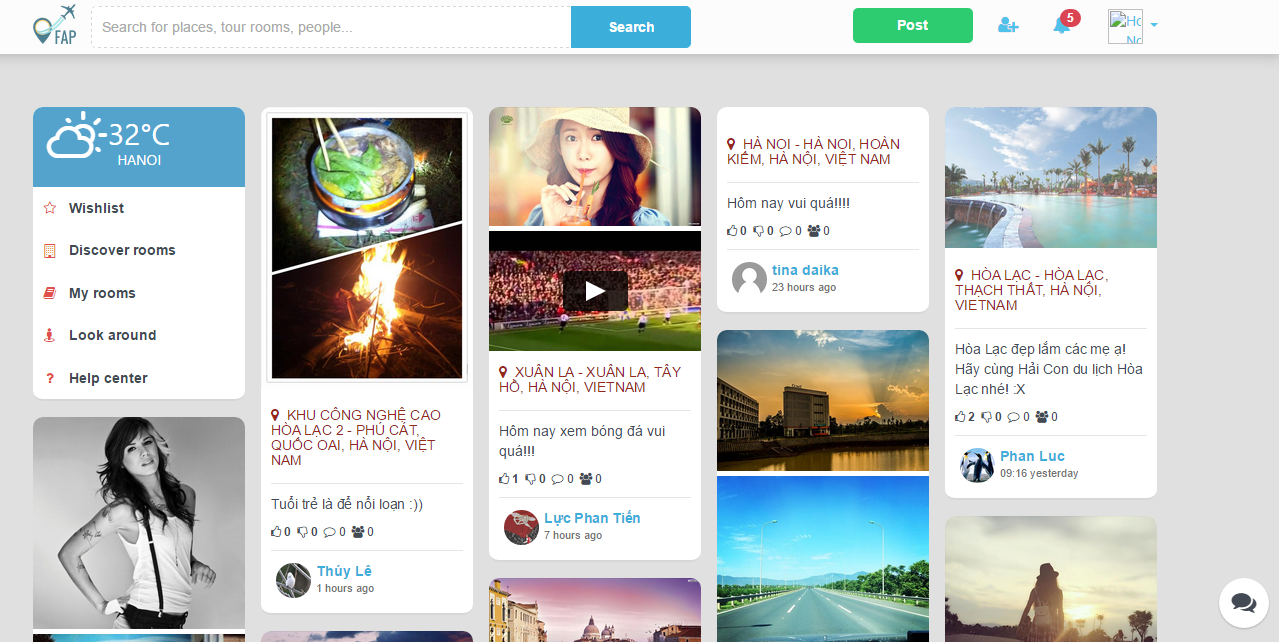 FAP
Search for places, tour rooms, people...
Search
Post
5
32°C
HANOI
Wishlist
Discover rooms
My rooms
Look around
Help center
KHU CÔNG NGHỆ CAO
HÒA LẠC 2 - PHÚ CÁT,
QUỐC OAI, HÀ NỘI, VIỆT
NAM
Tuổi trẻ là để nổi loạn :))
0 0 0 0
Thúy Lê
1 hours ago
XUÂN LA - XUÂN LA, TÂY
HỒ, HÀ NỘI, VIETNAM
Hôm nay xem bóng đá vui
quá!!!
1 0 0 0
Lực Phan Tiến
7 hours ago
HÀ NỘI - HÀ NỘI, HOÀN
KIẾM, HÀ NỘI, VIỆT NAM
Hôm nay vui quá!!!!
0 0 0 0
tina daika
23 hours ago
HÒA LẠC - HÒA LẠC,
THẠCH THẤT, HÀ NỘI,
VIETNAM
Hòa Lạc đẹp lắm các mẹ ạ!
Hãy cùng Hải Con du lịch Hòa
Lạc nhé! :X
2 0 0 0
Phan Luc
09:16 yesterday